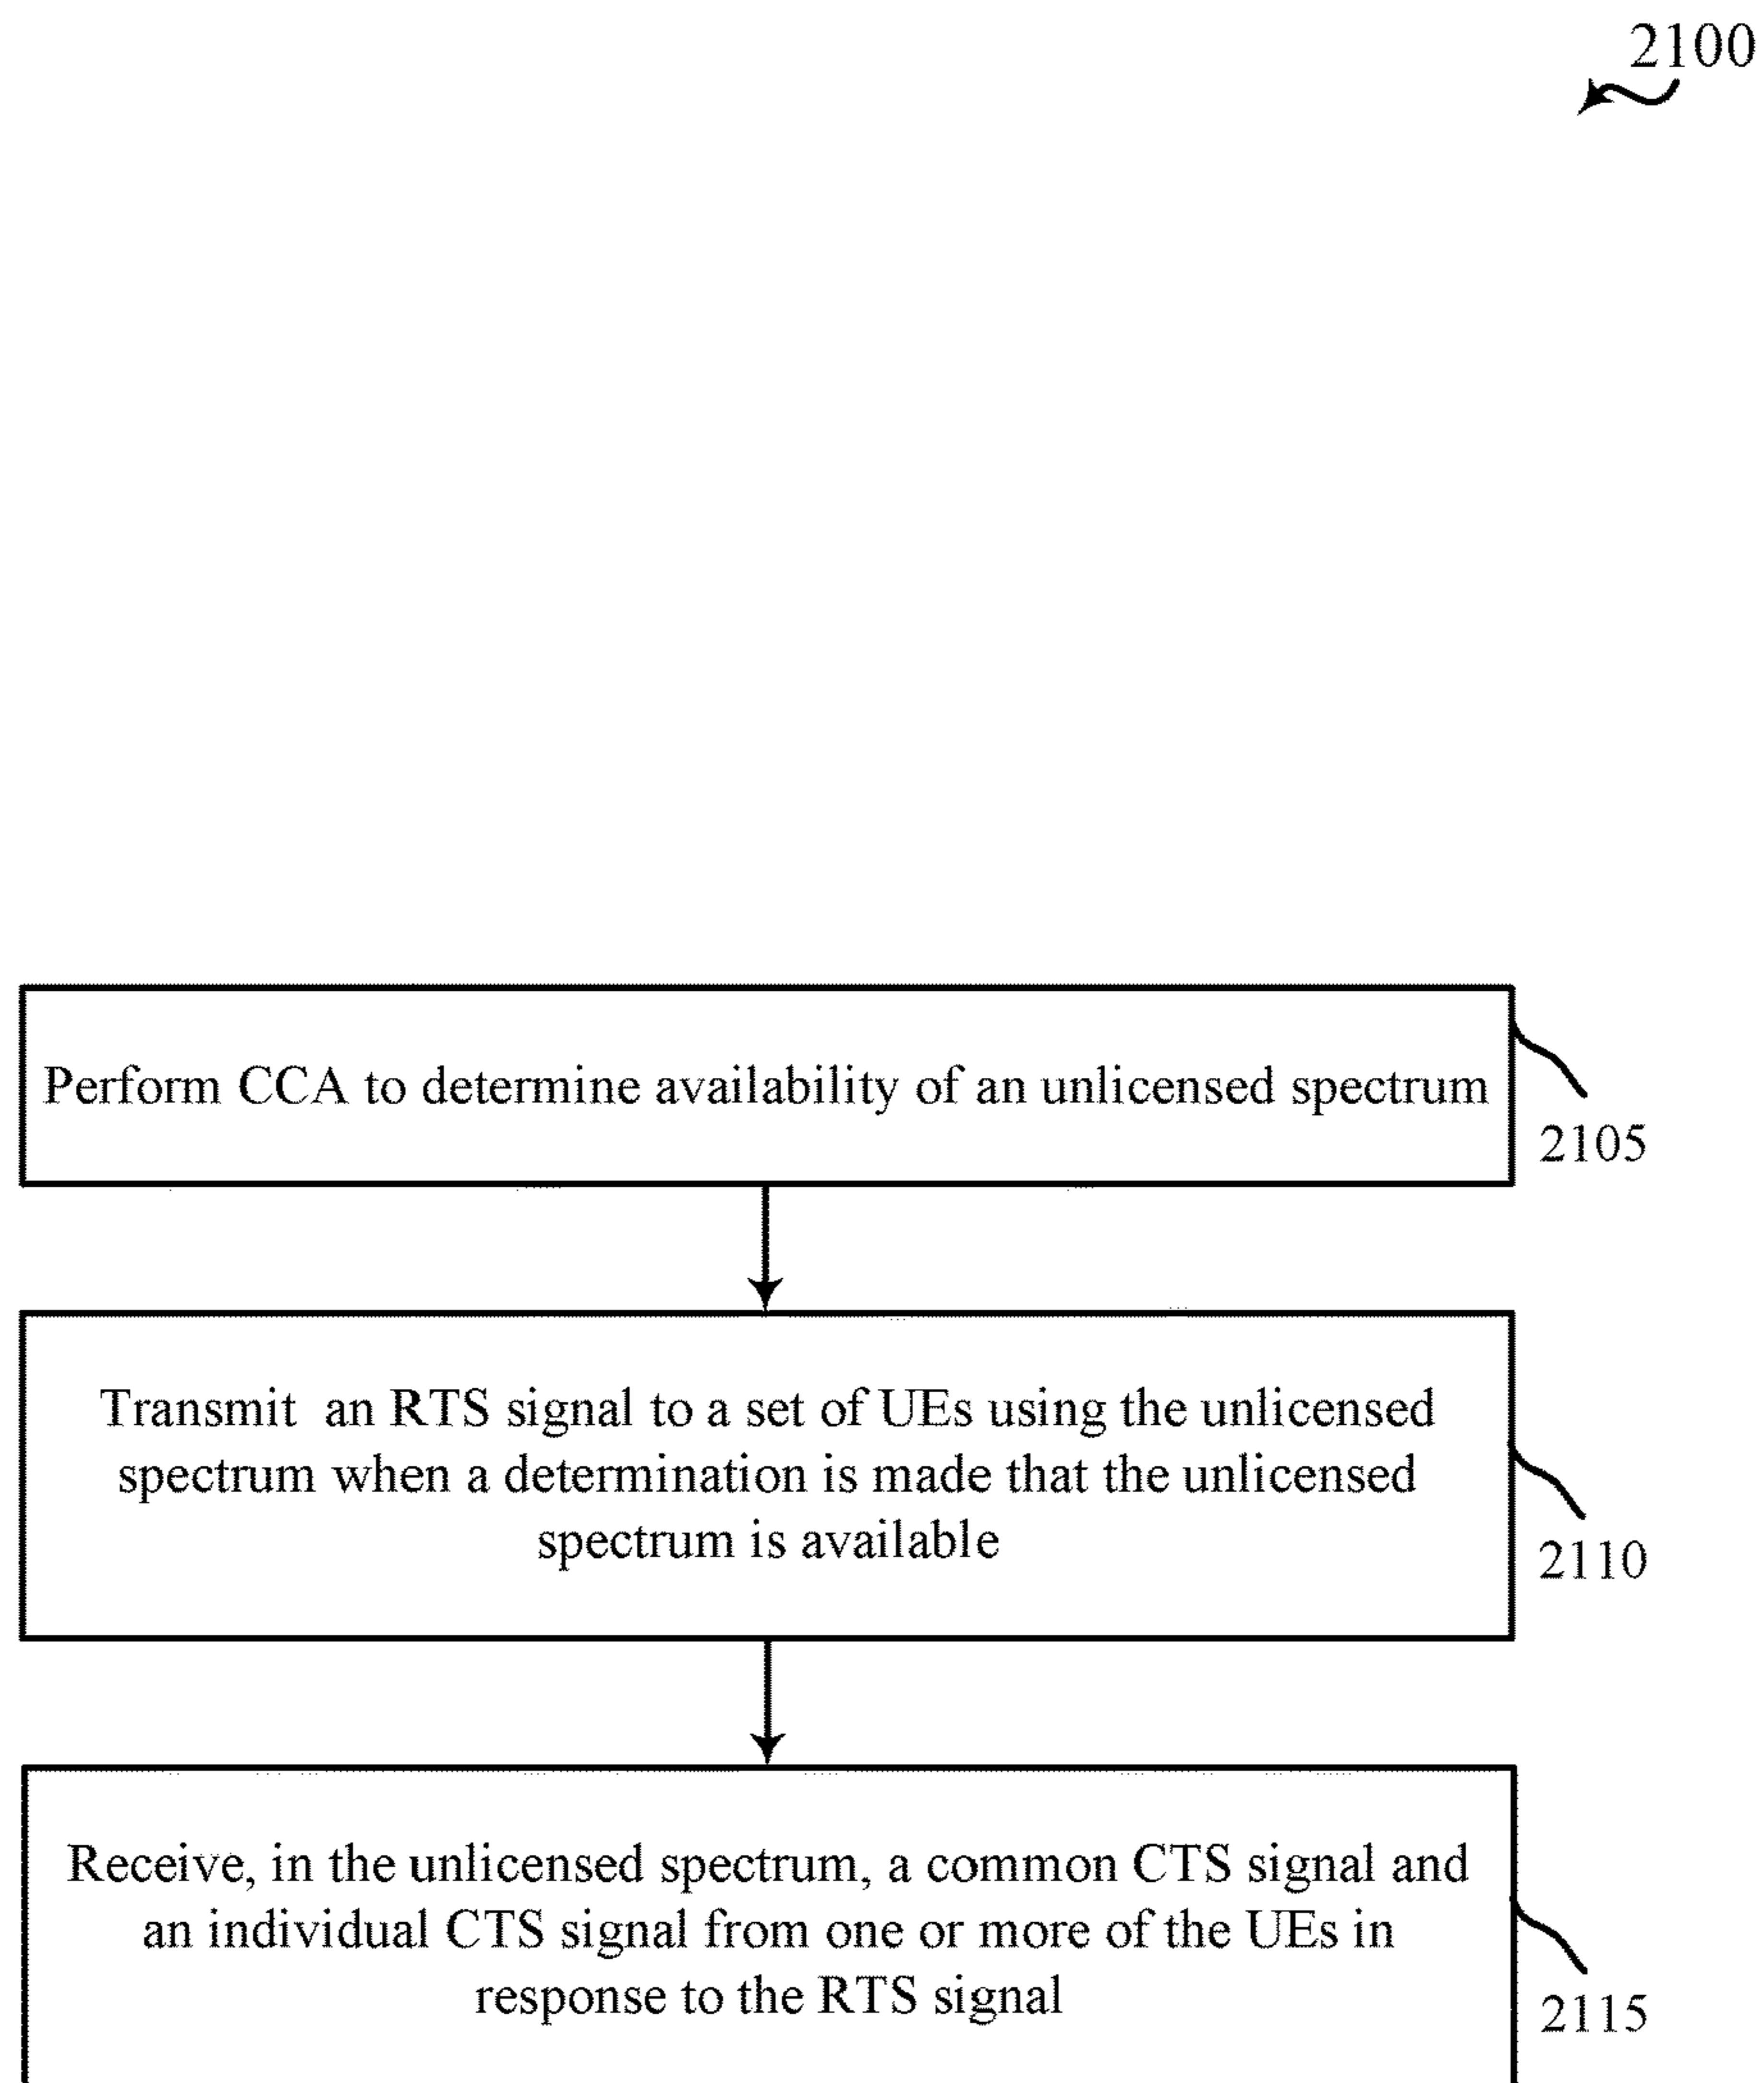 2100
Perform CCA to determine availability of an unlicensed spectrum
2105
Transmit an RTS signal to a set of UEs using the unlicensed
spectrum when a determination is made that the unlicensed
spectrum is available
2110
Receive, in the unlicensed spectrum, a common CTS signal and
an individual CTS signal from one or more of the UEs in
response to the RTS signal
2115